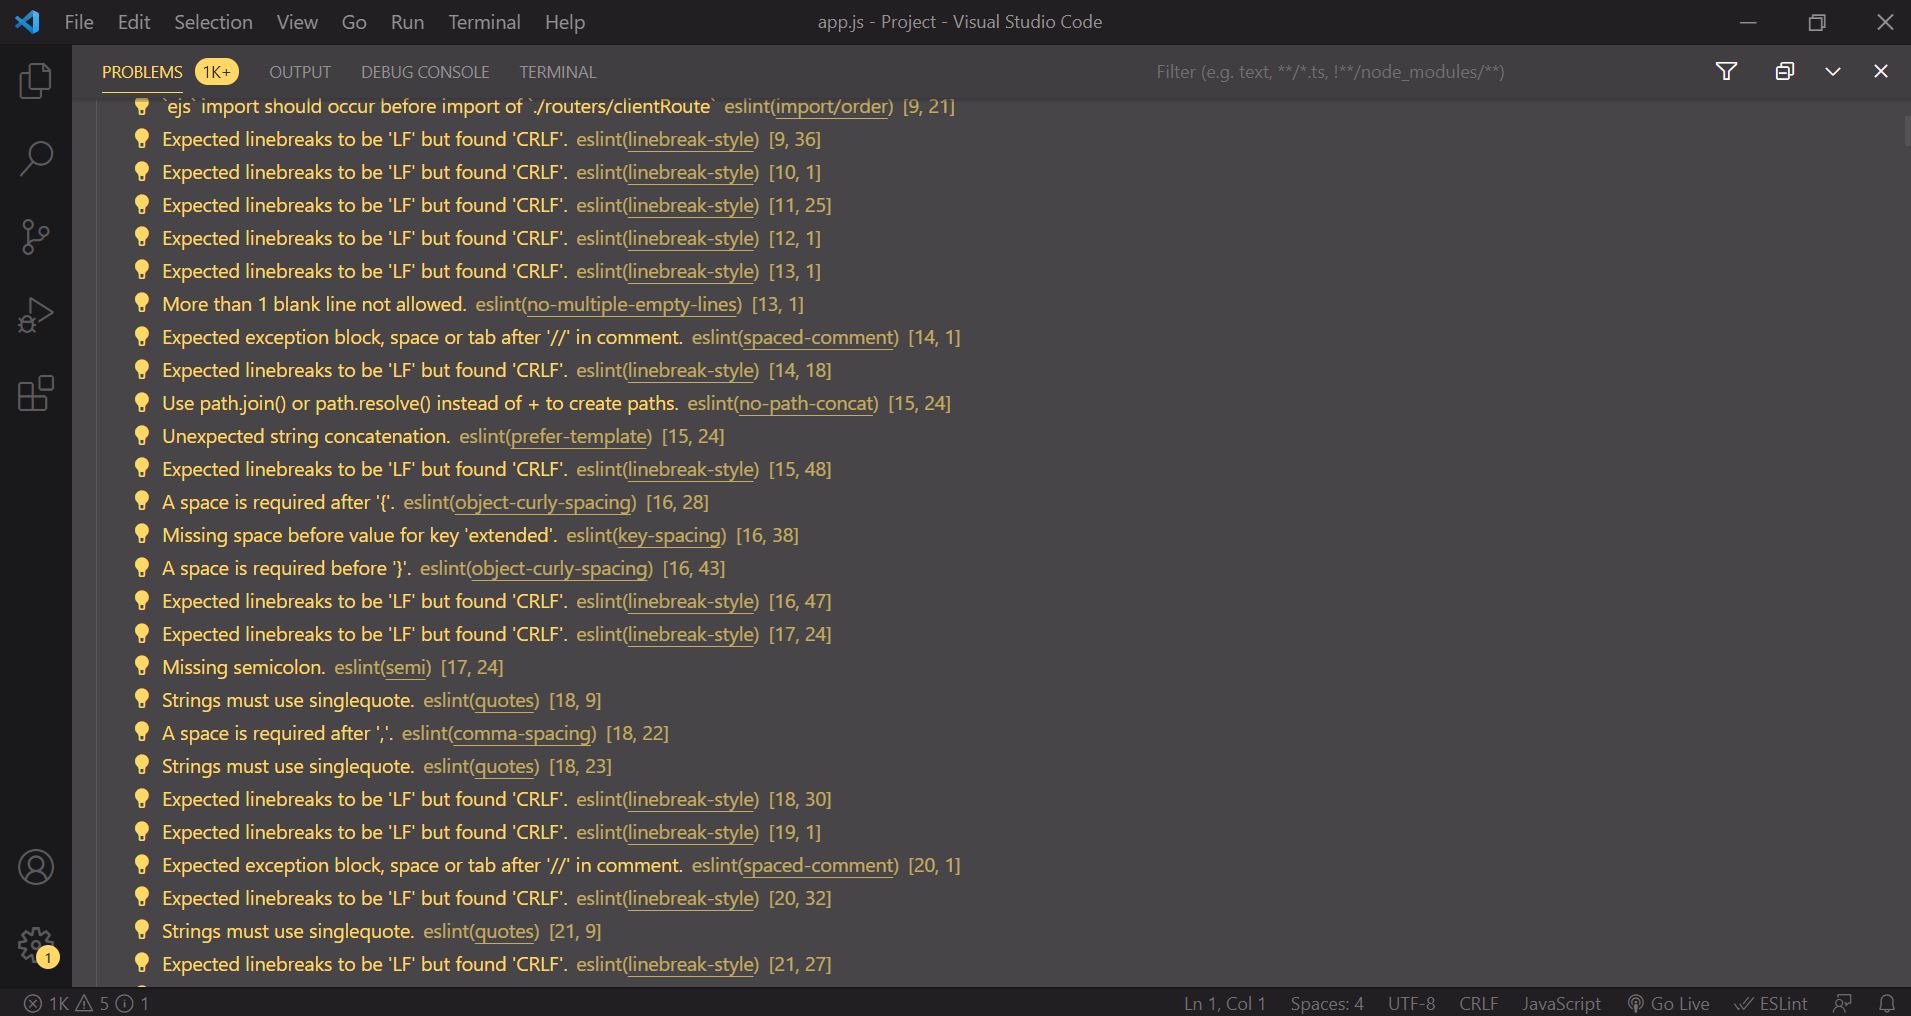 File Edit Selection View Go Run Terminal Help app.js - Project - Visual Studio Code
PROBLEMS 1K+ OUTPUT DEBUG CONSOLE TERMINAL Filter (e.g. text, **/*.ts, !**/node_modules/**)
`ejs` import should occur before import of `./routers/clientRoute` eslint(import/order) [9, 21]
Expected linebreaks to be 'LF' but found 'CRLF'. eslint(linebreak-style) [9, 36]
Expected linebreaks to be 'LF' but found 'CRLF'. eslint(linebreak-style) [10, 1]
Expected linebreaks to be 'LF' but found 'CRLF'. eslint(linebreak-style) [11, 25]
Expected linebreaks to be 'LF' but found 'CRLF'. eslint(linebreak-style) [12, 1]
Expected linebreaks to be 'LF' but found 'CRLF'. eslint(linebreak-style) [13, 1]
More than 1 blank line not allowed. eslint(no-multiple-empty-lines) [13, 1]
Expected exception block, space or tab after '//' in comment. eslint(spaced-comment) [14, 1]
Expected linebreaks to be 'LF' but found 'CRLF'. eslint(linebreak-style) [14, 18]
Use path.join() or path.resolve() instead of + to create paths. eslint(no-path-concat) [15, 24]
Unexpected string concatenation. eslint(prefer-template) [15, 24]
Expected linebreaks to be 'LF' but found 'CRLF'. eslint(linebreak-style) [15, 48]
A space is required after '{'. eslint(object-curly-spacing) [16, 28]
Missing space before value for key 'extended'. eslint(key-spacing) [16, 38]
A space is required before '}'. eslint(object-curly-spacing) [16, 43]
Expected linebreaks to be 'LF' but found 'CRLF'. eslint(linebreak-style) [16, 47]
Expected linebreaks to be 'LF' but found 'CRLF'. eslint(linebreak-style) [17, 24]
Missing semicolon. eslint(semi) [17, 24]
Strings must use singlequote. eslint(quotes) [18, 9]
A space is required after ','. eslint(comma-spacing) [18, 22]
Strings must use singlequote. eslint(quotes) [18, 23]
Expected linebreaks to be 'LF' but found 'CRLF'. eslint(linebreak-style) [18, 30]
Expected linebreaks to be 'LF' but found 'CRLF'. eslint(linebreak-style) [19, 1]
Expected exception block, space or tab after '//' in comment. eslint(spaced-comment) [20, 1]
Expected linebreaks to be 'LF' but found 'CRLF'. eslint(linebreak-style) [20, 32]
Strings must use singlequote. eslint(quotes) [21, 9]
Expected linebreaks to be 'LF' but found 'CRLF'. eslint(linebreak-style) [21, 27]
1
1K 5 1 Ln 1, Col 1 Spaces: 4 UTF-8 CRLF JavaScript Go Live ESLint